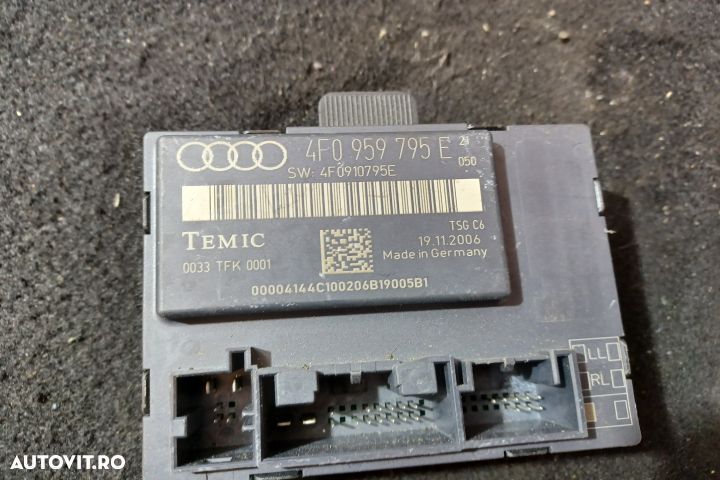 4F0 959 795 E 21
050
SW: 4F0910795E
TEMIC
TSG C6
19.11.2006
Made in Germany
0033 TFK 0001
00004144C100206B19005B1
LL
RL
AUTOVIT.RO